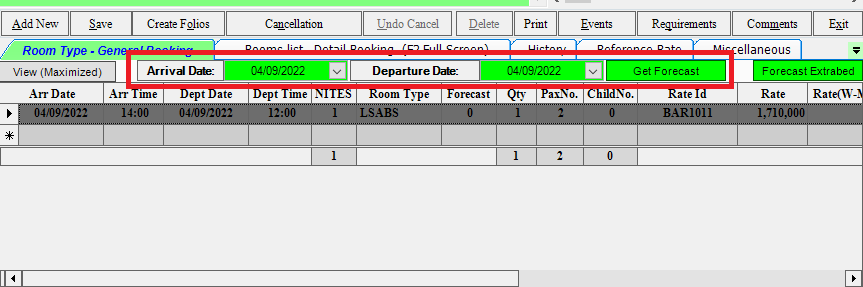 Add New Save Create Folios Cancellation Undo Cancel Delete Print Events Requirements Comments Exit
Room Type - General Booking Rooms list - Detail Booking (F2 Full Screen) History Reference Rate Miscellaneous
View (Maximized) Arrival Date: 04/09/2022 Departure Date: 04/09/2022 Get Forecast Forecast Extrabed
Arr Date Arr Time Dept Date Dept Time NITES Room Type Forecast Qty PaxNo. ChildNo. Rate Id Rate Rate(W-M
04/09/2022 14:00 04/09/2022 12:00 1 LSABS 0 1 2 0 BAR1011 1,710,000
1 1 2 0